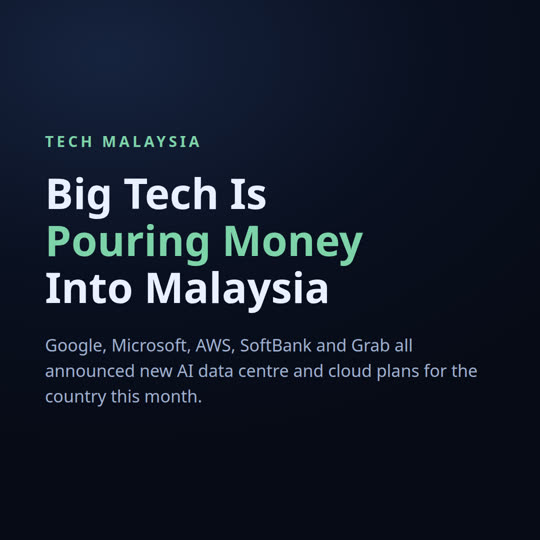 TECH MALAYSIA
Big Tech Is
Pouring Money
Into Malaysia
Google, Microsoft, AWS, SoftBank and Grab all
announced new AI data centre and cloud plans for the
country this month.